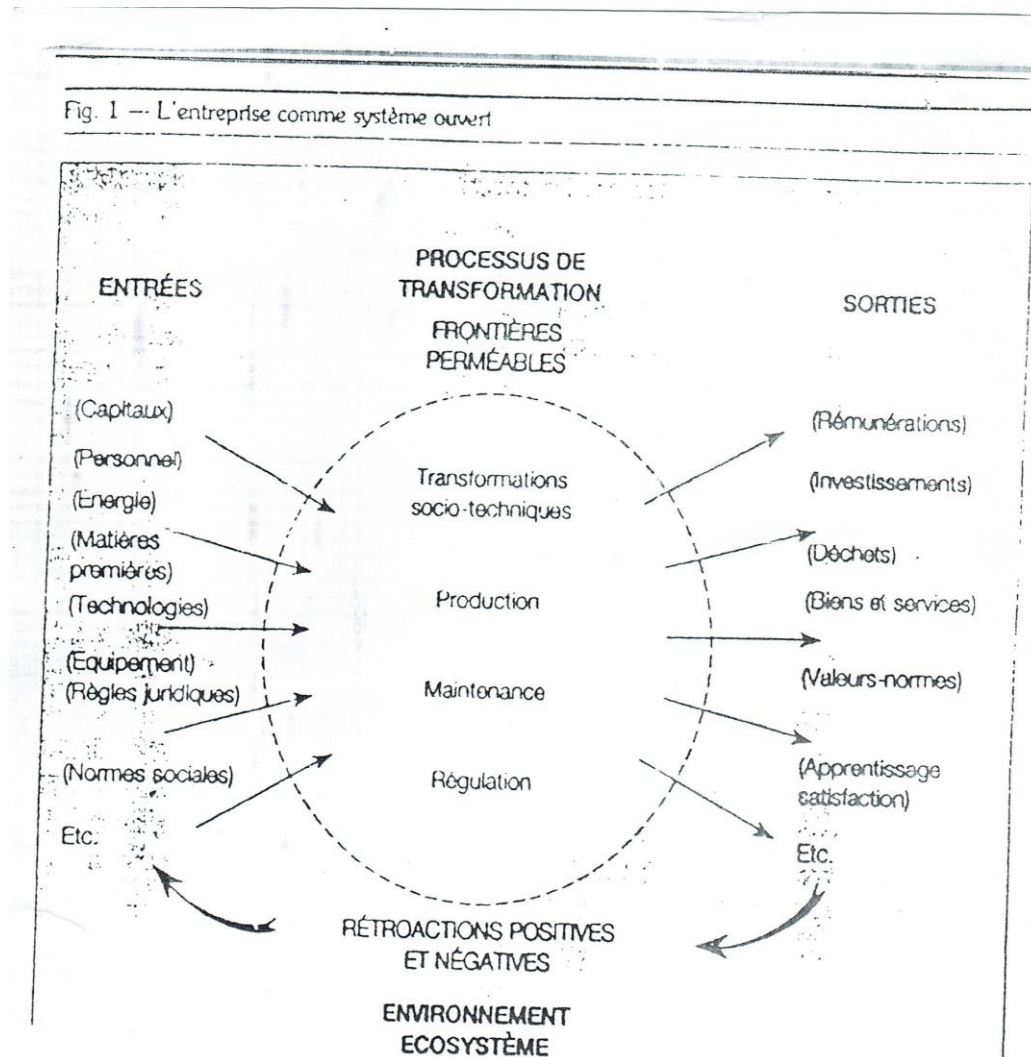 Fig. 1 — L'entreprise comme système ouvert
ENTRÉES
(Capitaux)
(Personnel)
(Energie)
(Matières
premières)
(Technologies)
(Equipement)
(Règles juridiques)
(Normes sociales)
Etc.
PROCESSUS DE
TRANSFORMATION
FRONTIÈRES
PERMÉABLES
Transformations
socio-techniques
Production
Maintenance
Régulation
SORTIES
(Rémunérations)
(Investissements)
(Déchets)
(Biens et services)
(Valeurs-normes)
(Apprentissage
satisfaction)
Etc.
RÉTROACTIONS POSITIVES
ET NÉGATIVES
ENVIRONNEMENT
ECOSYSTÈME